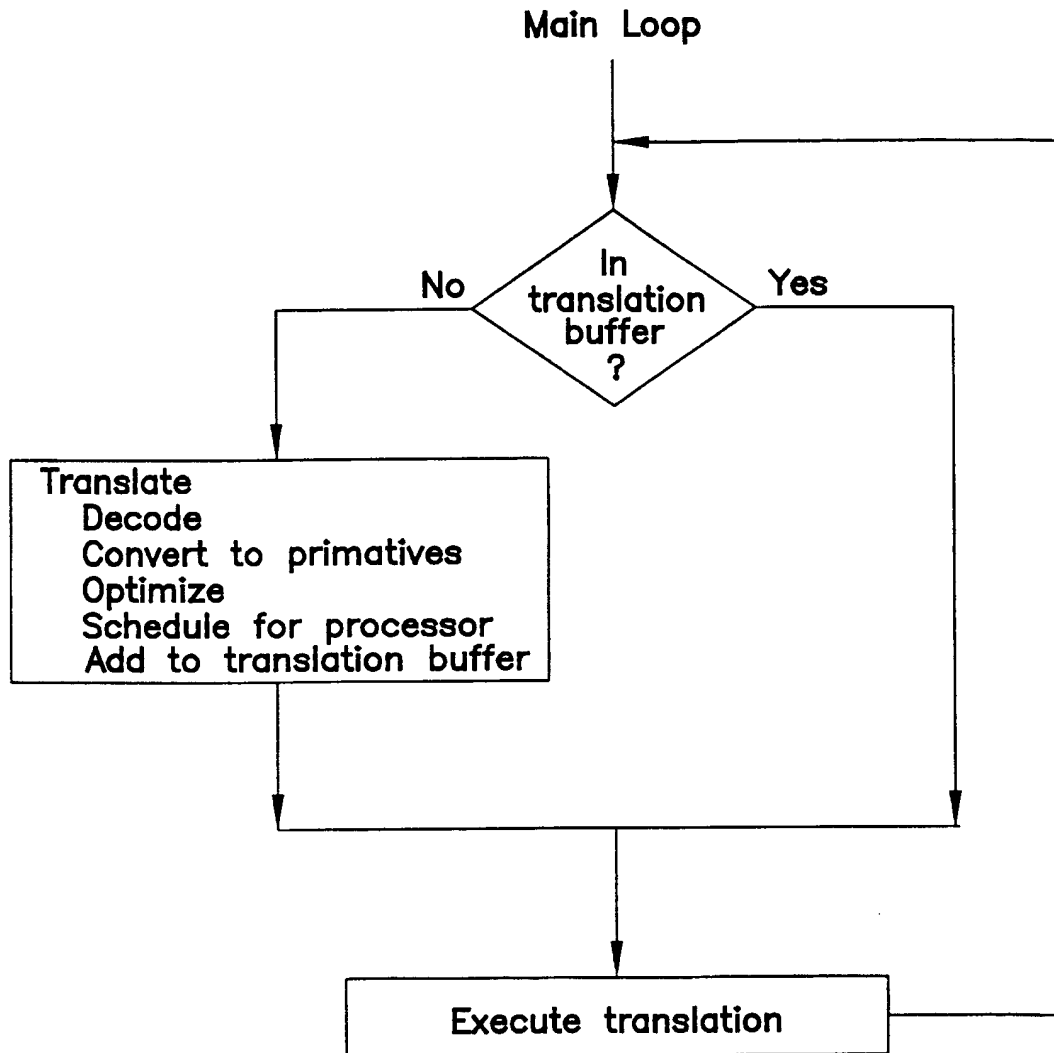 Main Loop
No
In
translation
buffer
?
Yes
Translate
Decode
Convert to primatives
Optimize
Schedule for processor
Add to translation buffer
Execute translation